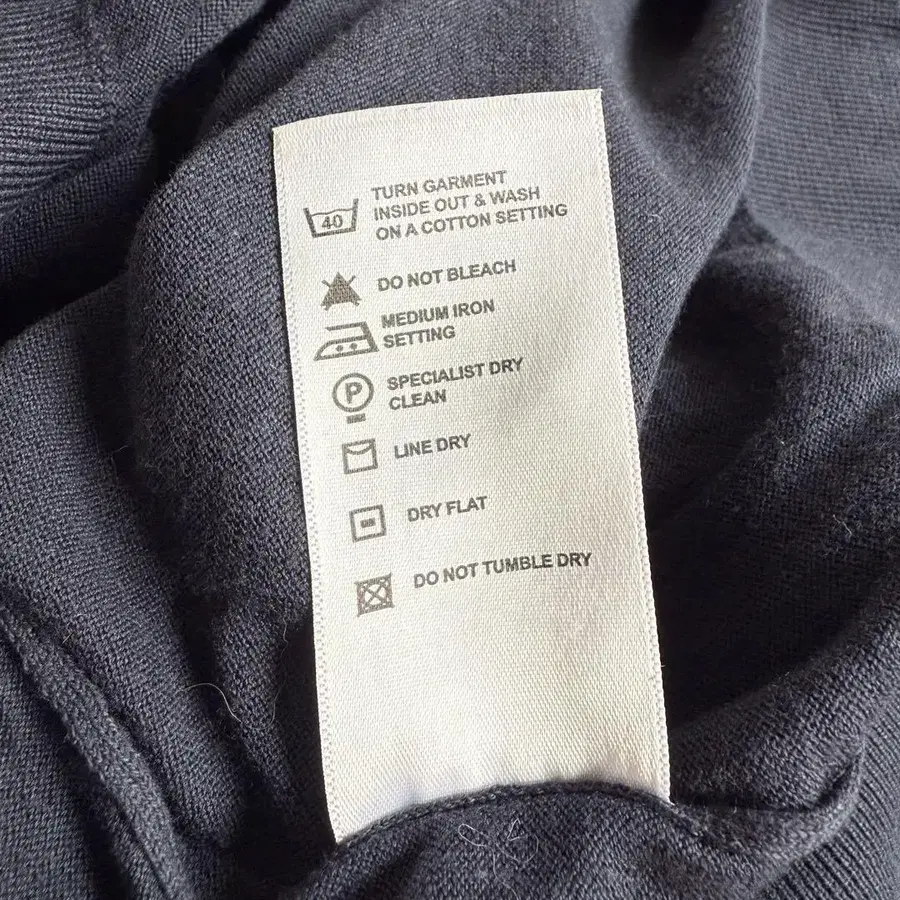 40
TURN GARMENT
INSIDE OUT & WASH
ON A COTTON SETTING
DO NOT BLEACH
MEDIUM IRON
SETTING
P
SPECIALIST DRY
CLEAN
LINE DRY
DRY FLAT
DO NOT TUMBLE DRY